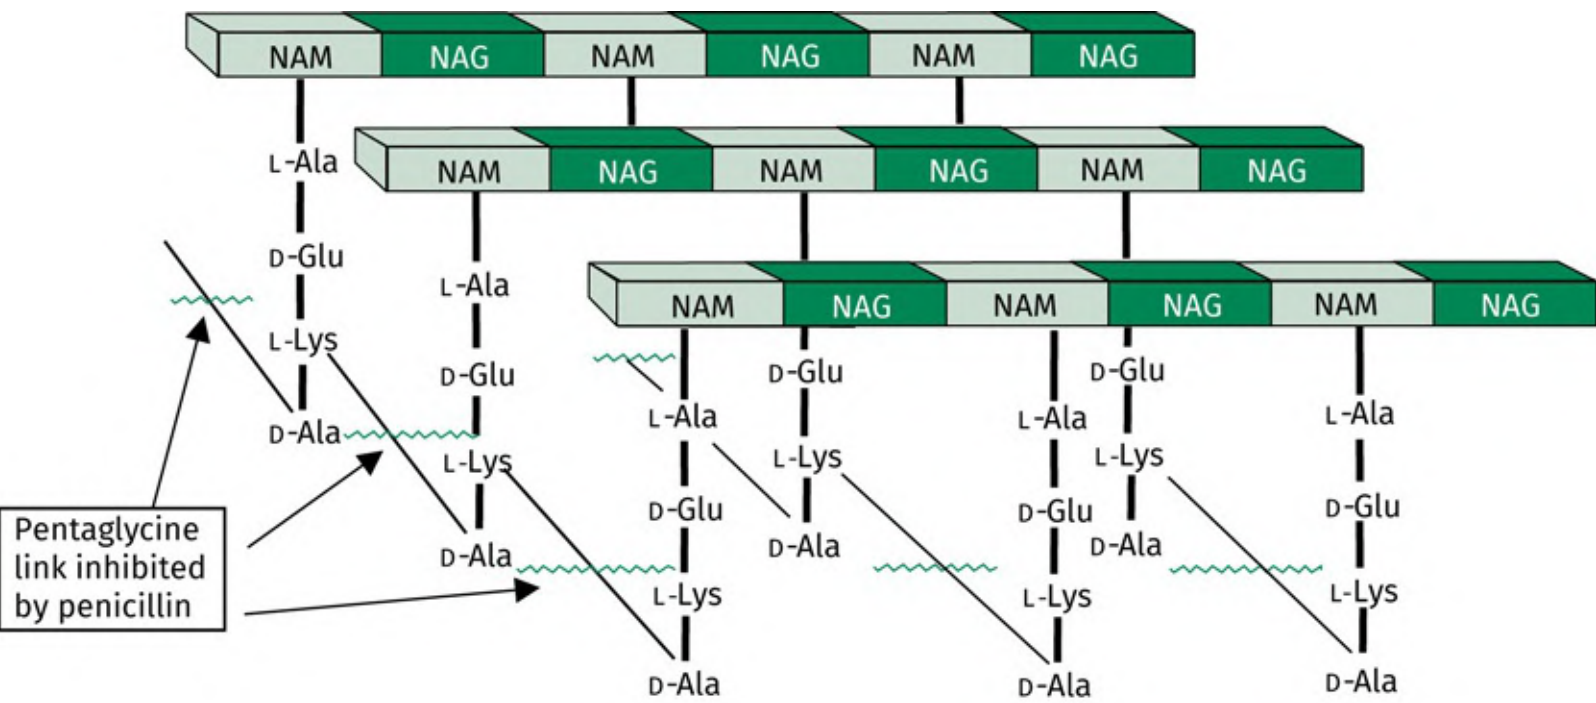 NAM NAG NAM NAG NAM NAG
L-Ala
NAM NAG NAM NAG NAM NAG
D-Glu
L-Ala
NAM NAG NAM NAG NAM NAG
L-Lys
D-Glu
D-Glu
D-Glu
L-Ala
L-Ala
L-Ala
D-Ala
L-Lys
L-Lys
L-Lys
D-Glu
D-Glu
D-Glu
Pentaglycine
link inhibited
by penicillin
D-Ala
D-Ala
D-Ala
L-Lys
L-Lys
L-Lys
D-Ala
D-Ala
D-Ala